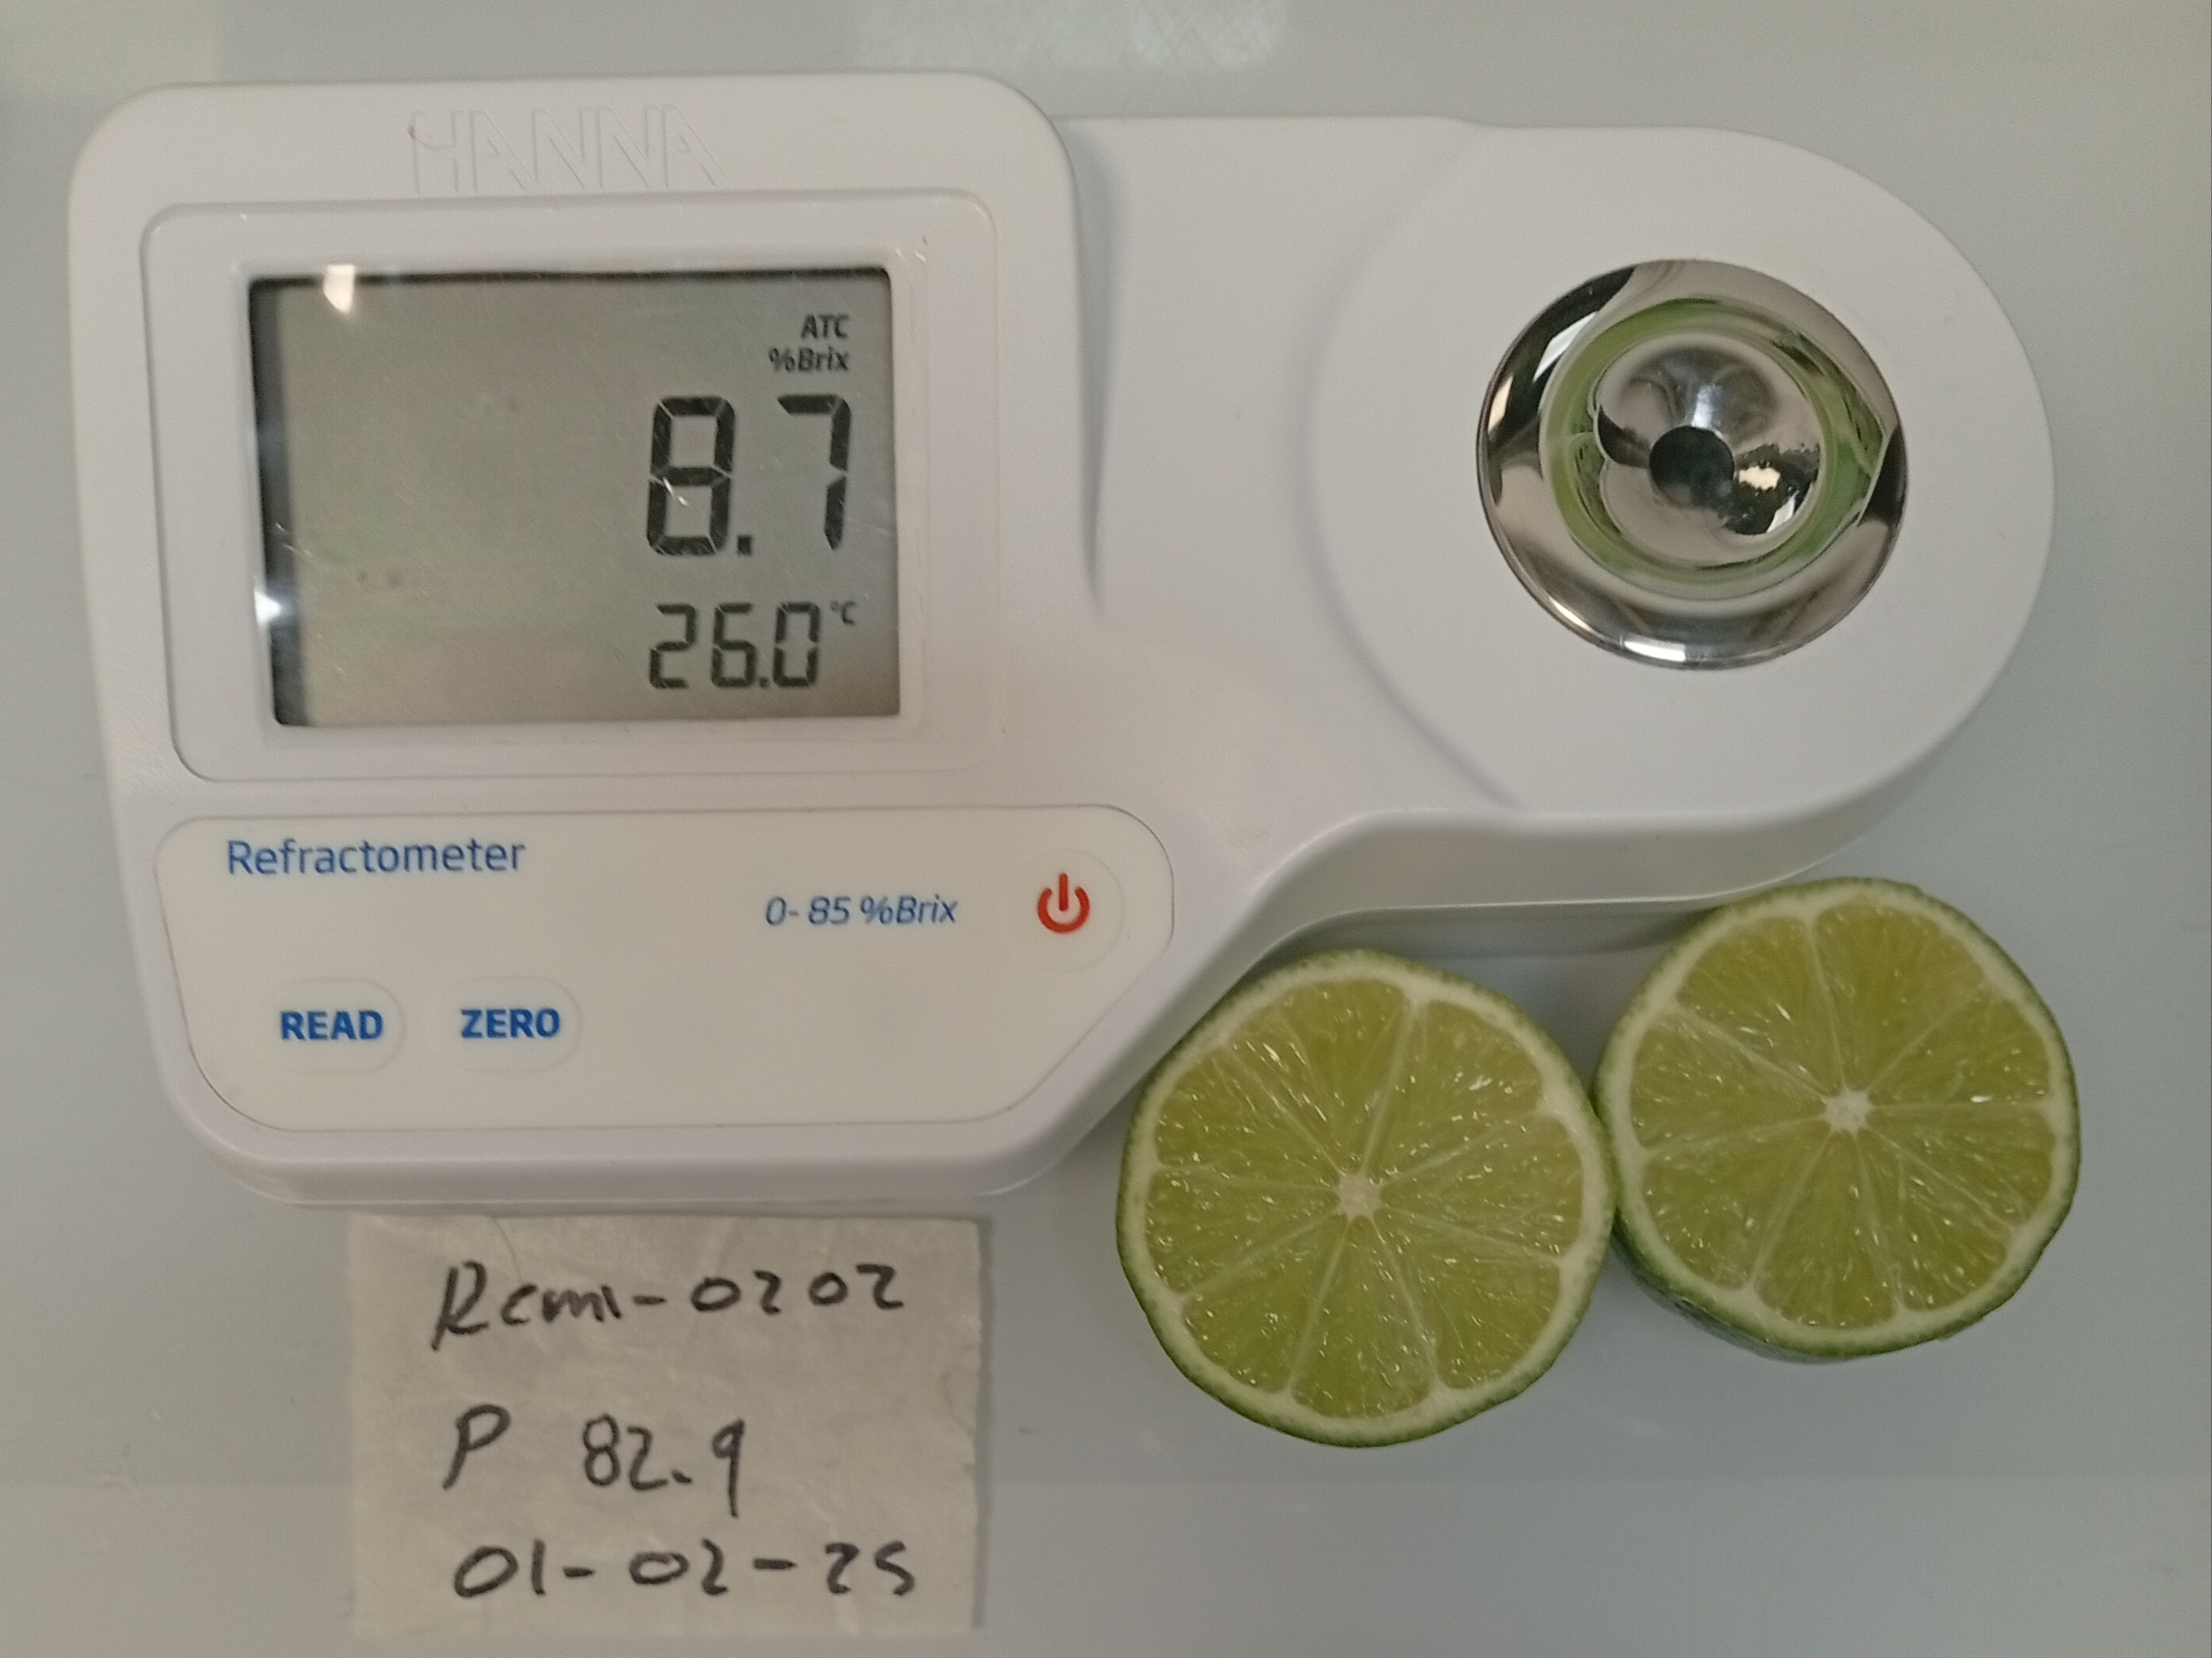 HANNA
ATC
%Brix
8.7
26.0 °C
Refractometer
0-85 %Brix
READ ZERO
Rcmi-0202
P 82.9
01-02-25